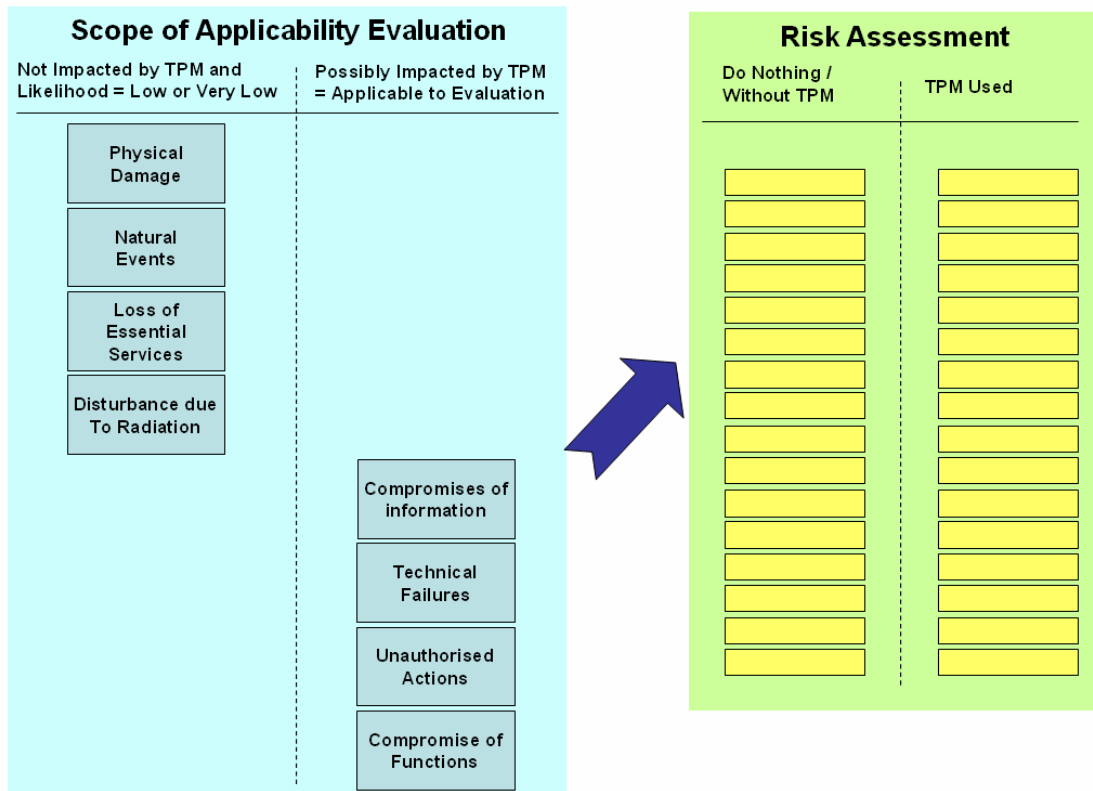 Scope of Applicability Evaluation
Not Impacted by TPM and
Likelihood = Low or Very Low
Possibly Impacted by TPM
= Applicable to Evaluation
Physical
Damage
Natural
Events
Loss of
Essential
Services
Disturbance due
To Radiation
Compromises of
information
Technical
Failures
Unauthorised
Actions
Compromise of
Functions
Risk Assessment
Do Nothing /
Without TPM
TPM Used